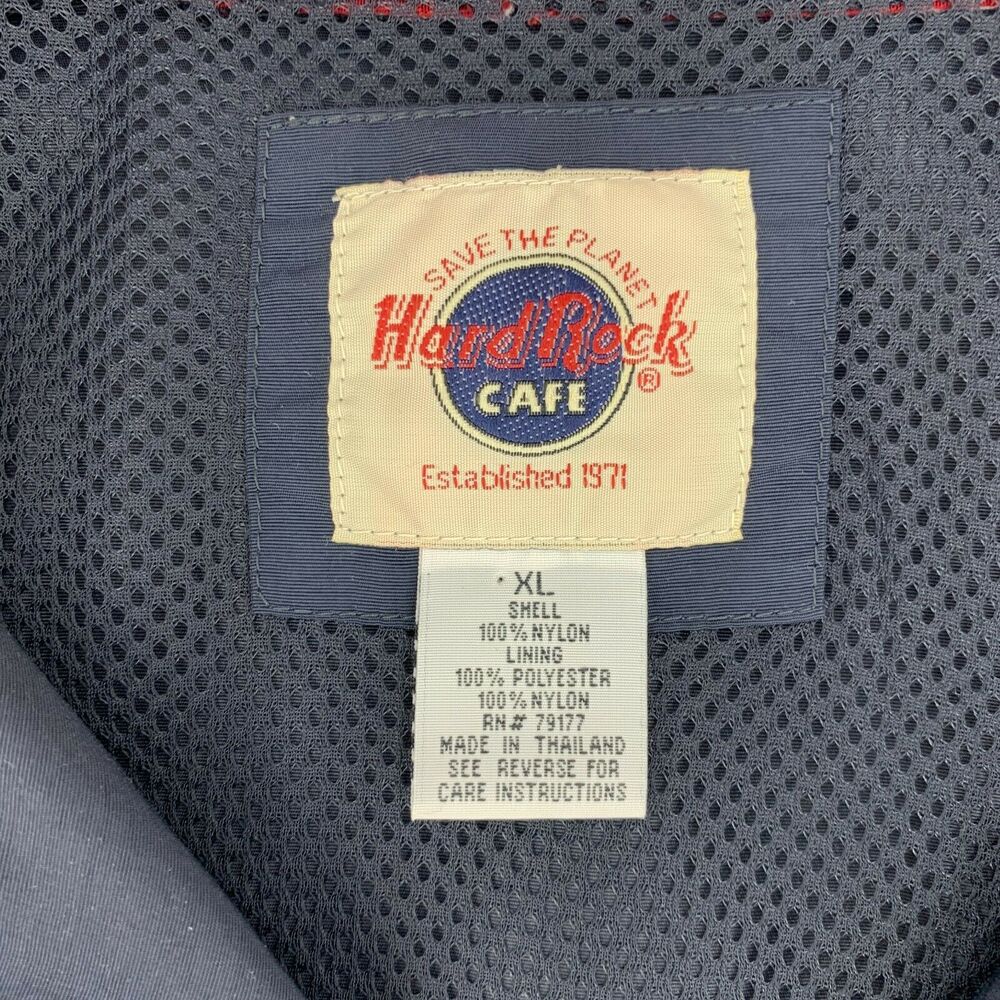 SAVE THE PLANET
Hard Rock
®
CAFE
Established 1971
XL
SHELL
100% NYLON
LINING
100% POLYESTER
100% NYLON
RN# 79177
MADE IN THAILAND
SEE REVERSE FOR
CARE INSTRUCTIONS